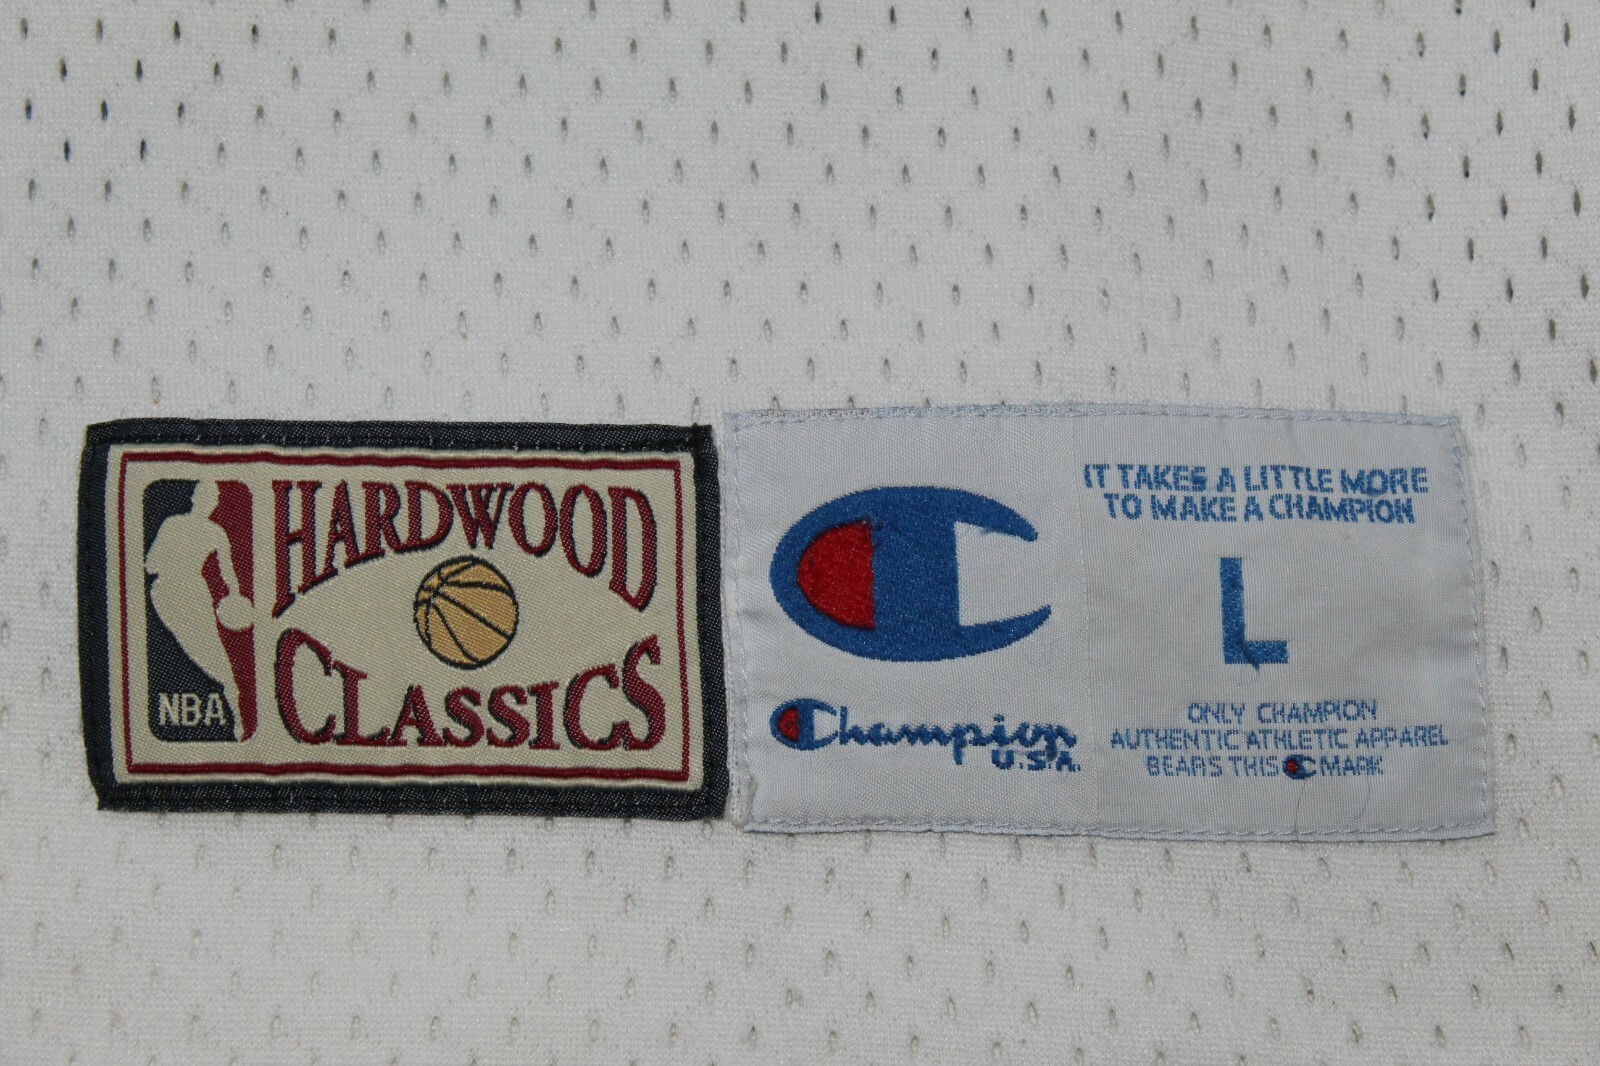 HARDWOOD
CLASSICS
NBA
IT TAKES A LITTLE MORE
TO MAKE A CHAMPION
L
Champion
U.S.A.
ONLY CHAMPION
AUTHENTIC ATHLETIC APPAREL
BEARS THIS C MARK